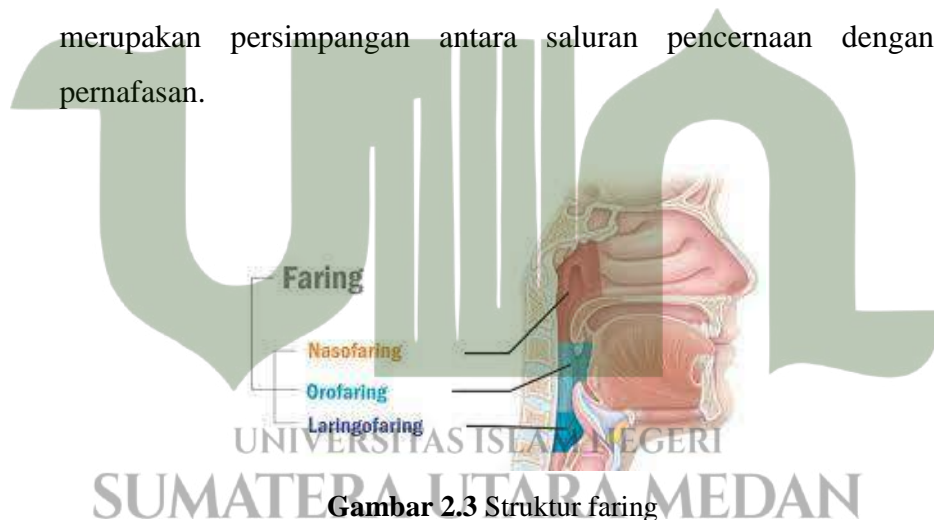 merupakan persimpangan antara saluran pencernaan dengan
pernafasan.
Faring
Nasofaring
Orofaring
Laringofaring
UNIVERSITAS ISLAM NEGERI
SUMATERA UTARA MEDAN
Gambar 2.3 Struktur faring